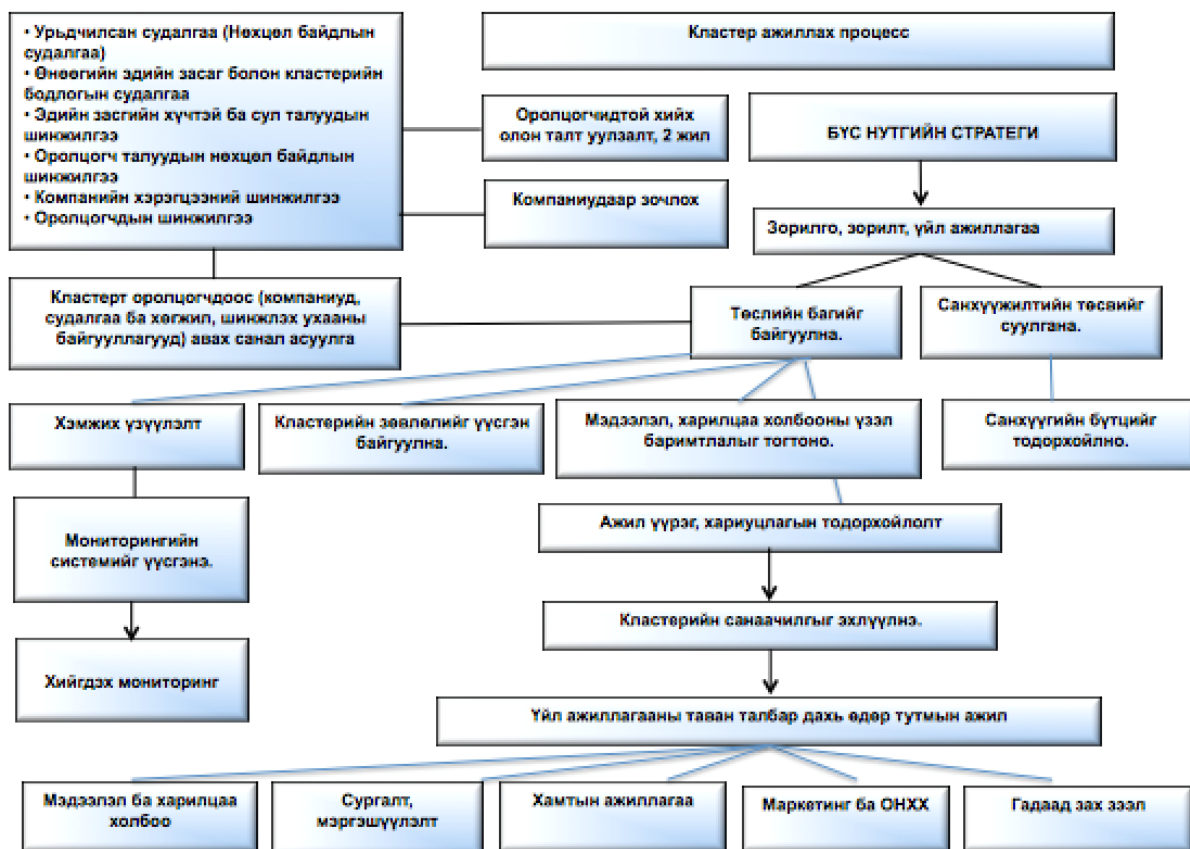 • Урьдчилсан судалгаа (Нөхцөл байдлын
судалгаа)
• Өнөөгийн эдийн засаг болон кластерийн
бодлогын судалгаа
• Эдийн засгийн хүчтэй ба сул талуудын
шинжилгээ
• Оролцогч талуудын нөхцөл байдлын
шинжилгээ
• Компанийн хэрэгцээний шинжилгээ
• Оролцогчдын шинжилгээ
Кластер ажиллах процесс
Оролцогчидтой хийх
олон талт уулзалт, 2 жил
БҮС НУТГИЙН СТРАТЕГИ
Компаниудаар зочлох
Зорилго, зорилт, үйл ажиллагаа
Кластерт оролцогчдоос (компаниуд,
судалгаа ба хөгжил, шинжлэх ухааны
байгууллагууд) авах санал асуулга
Төслийн багийг
байгуулна.
Санхүүжилтийн төсвийг
суулгана.
Хэмжих үзүүлэлт
Кластерийн зөвлөлийг үүсгэн
байгуулна.
Мэдээлэл, харилцаа холбооны үзэл
баримтлалыг тогтоно.
Санхүүгийн бүтцийг
тодорхойлно.
Мониторингийн
системийг үүсгэнэ.
Ажил үүрэг, хариуцлагын тодорхойлолт
Кластерийн санаачилгыг эхлүүлнэ.
Хийгдэх мониторинг
Үйл ажиллагааны таван талбар дахь өдөр тутмын ажил
Мэдээлэл ба харилцаа
холбоо
Сургалт,
мэргэшүүлэлт
Хамтын ажиллагаа
Маркетинг ба ОНХХ
Гадаад зах зээл